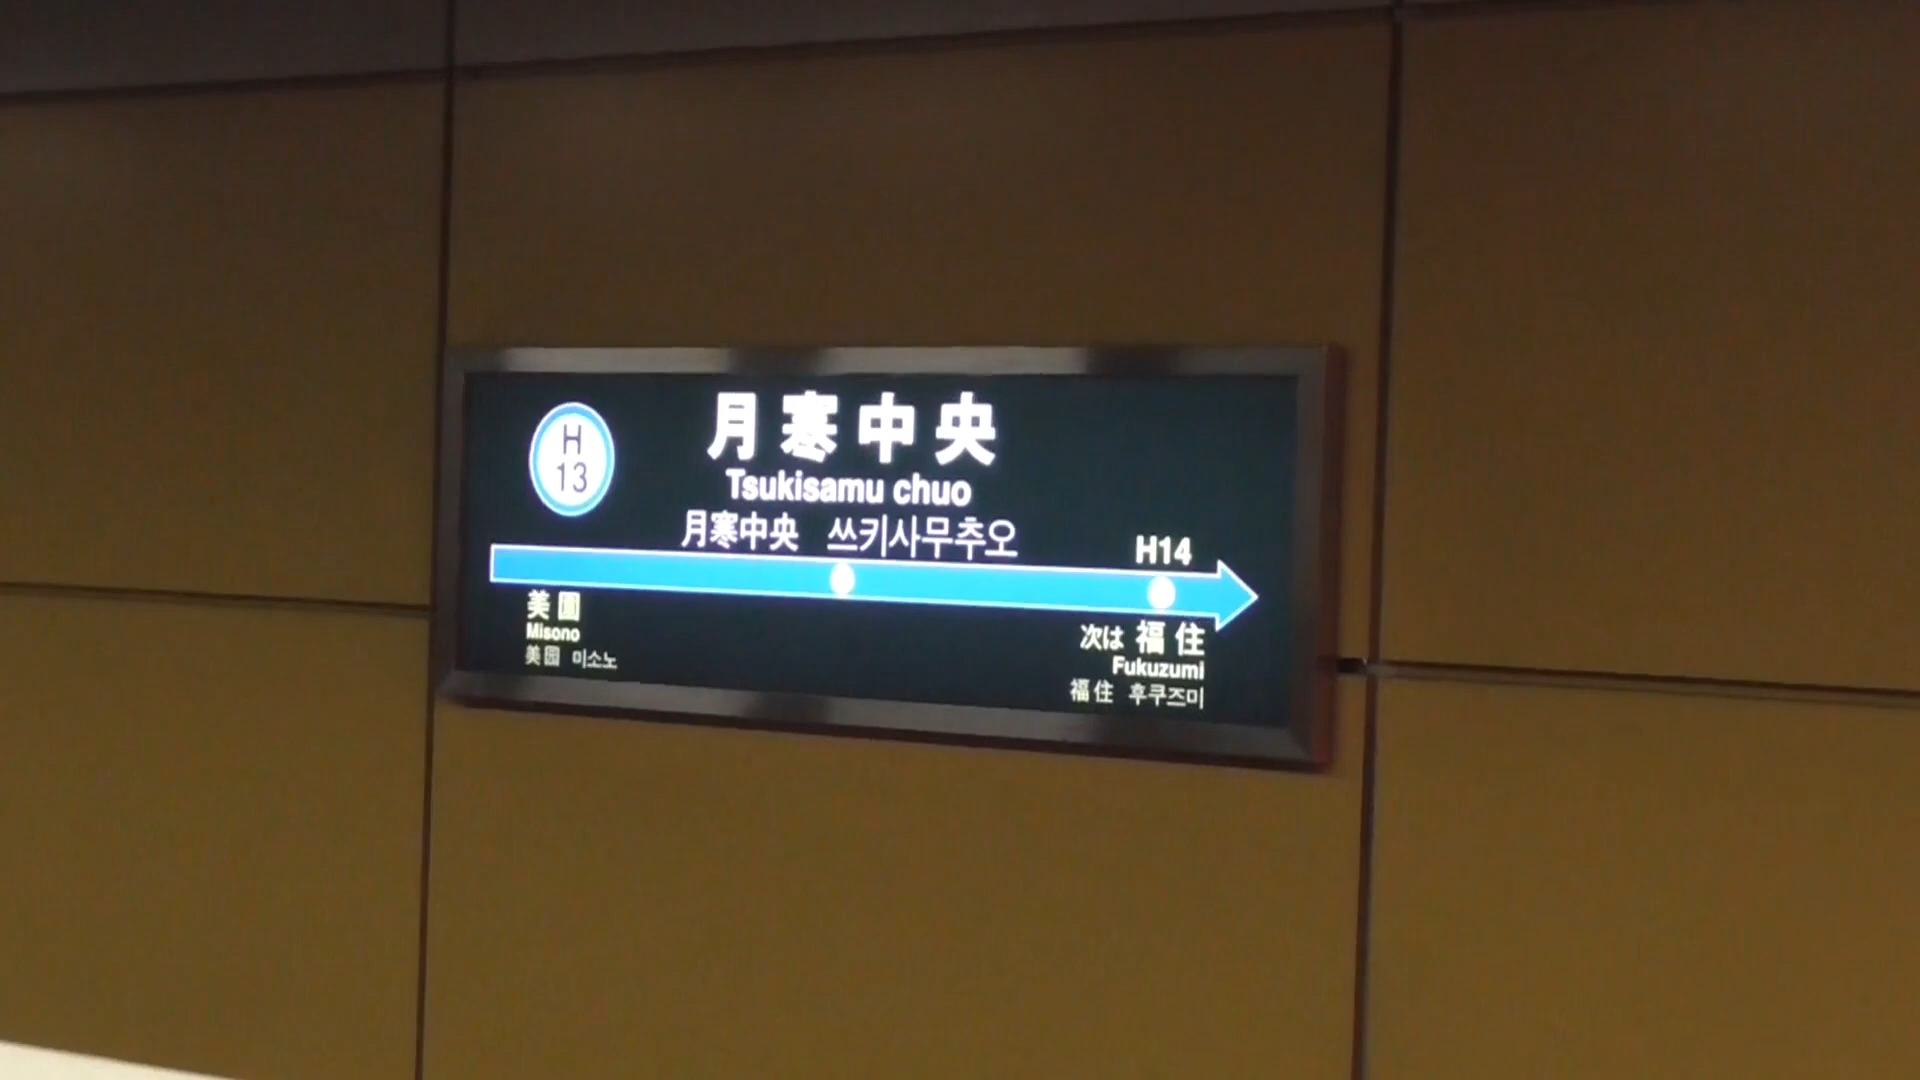 H
13
月寒中央
Tsukisamu chuo
月寒中央 쓰키사무추오
H14
美園
Misono
美园 미소노
次は 福住
Fukuzumi
福住 후쿠즈미